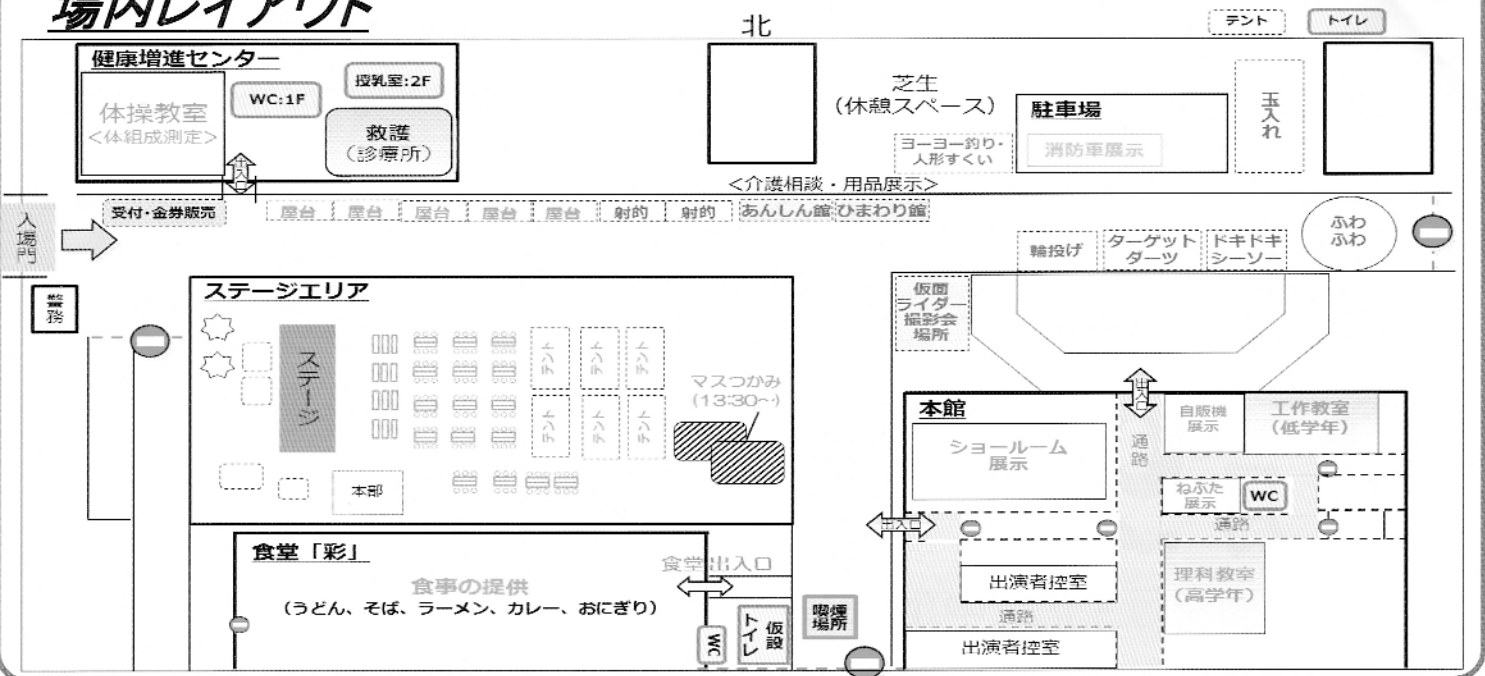 場内レイアウト
北
テント
トイレ
健康増進センター
体操教室
<体組成測定>
WC:1F
授乳室:2F
救護
(診療所)
出入口
芝生
(休憩スペース)
ヨーヨー釣り・
人形すくい
駐車場
消防車展示
玉入れ
<介護相談・用品展示>
入場門
受付・金券販売
屋台
屋台
屋台
屋台
屋台
射的
射的
あんしん館
ひまわり館
輪投げ
ターゲット
ダーツ
ドキドキ
シーソー
ふわ
ふわ
警務
ステージエリア
ステージ
テント
テント
テント
テント
テント
テント
マスつかみ
(13:30~)
本部
仮面
ライダー
撮影会
場所
本館
ショールーム
展示
出入口
通路
自販機
展示
工作教室
(低学年)
ねぶた
展示
WC
通路
出入口
出演者控室
理科教室
(高学年)
通路
出演者控室
食堂「彩」
食事の提供
(うどん、そば、ラーメン、カレー、おにぎり)
食堂出入口
WC
仮設
トイレ
喫煙
場所